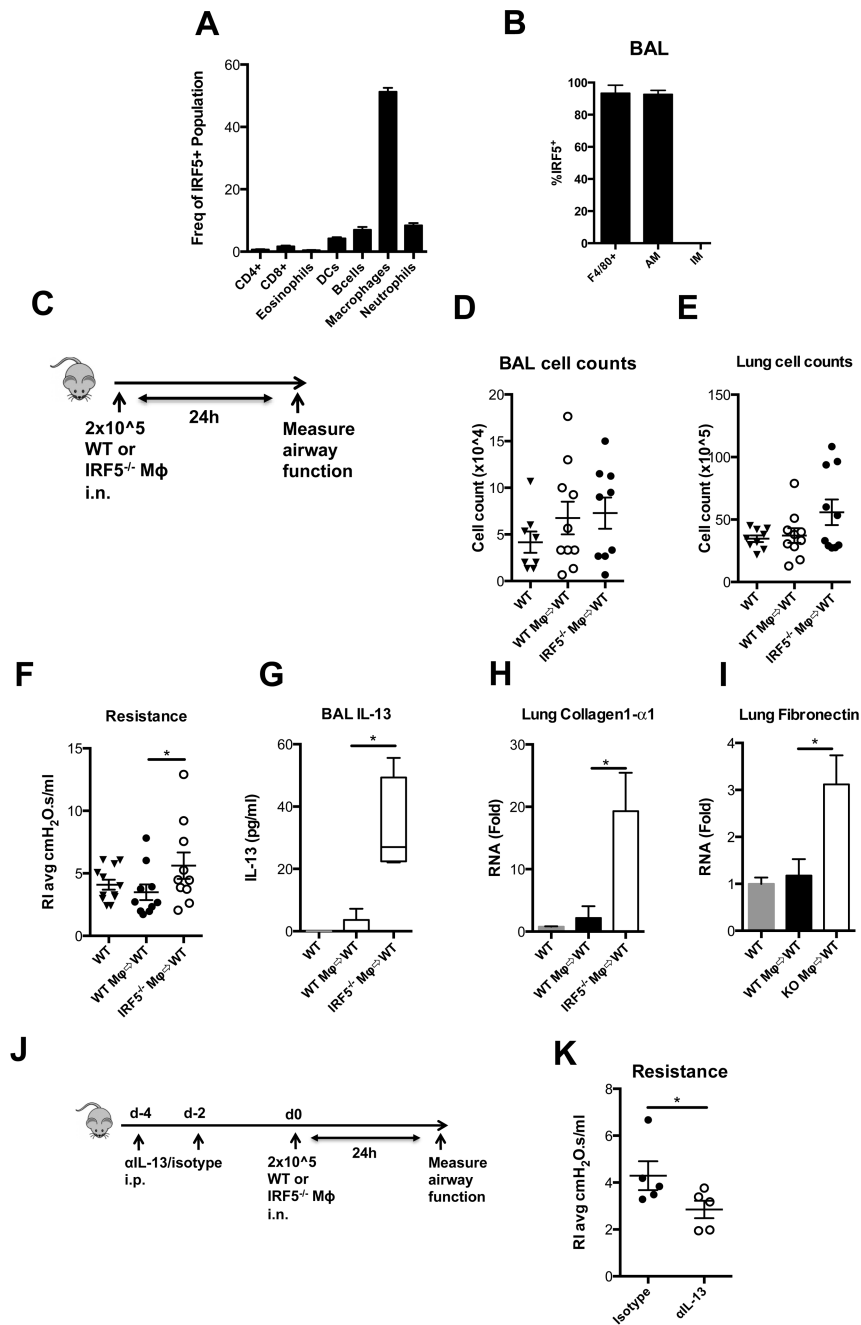 A
Freq of IRF5+ Population
60
40
20
0
CD4+
CD8+
Eosinophils
DCs
Bcells
Macrophages
Neutrophils
B
BAL
%IRF5⁺
100
80
60
40
20
0
F4/80+
AM
IM
C
24h
2x10^5
WT or
IRF5⁻/⁻ Mϕ
i.n.
Measure
airway
function
D
BAL cell counts
Cell count (x10^4)
20
15
10
5
0
WT
WT Mφ⇨WT
IRF5⁻/⁻ Mφ⇨WT
E
Lung cell counts
Cell count (x10^5)
150
100
50
0
WT
WT Mφ⇨WT
IRF5⁻/⁻ Mφ⇨WT
F
Resistance
RI avg cmH₂O.s/ml
15
10
5
0
*
WT
WT Mφ⇨WT
IRF5⁻/⁻ Mφ⇨WT
G
BAL IL-13
IL-13 (pg/ml)
60
40
20
0
*
WT
WT Mφ⇨WT
IRF5⁻/⁻ Mφ⇨WT
H
Lung Collagen1-α1
RNA (Fold)
30
20
10
0
*
WT
WT Mφ⇨WT
IRF5⁻/⁻ Mφ⇨WT
I
Lung Fibronectin
RNA (Fold)
4
3
2
1
0
*
WT
WT Mφ⇨WT
KO Mφ⇨WT
J
d-4
d-2
d0
24h
αIL-13/isotype
i.p.
2x10^5
WT or
IRF5⁻/⁻ Mϕ
i.n.
Measure
airway
function
K
Resistance
RI avg cmH₂O.s/ml
8
6
4
2
0
*
Isotype
αIL-13